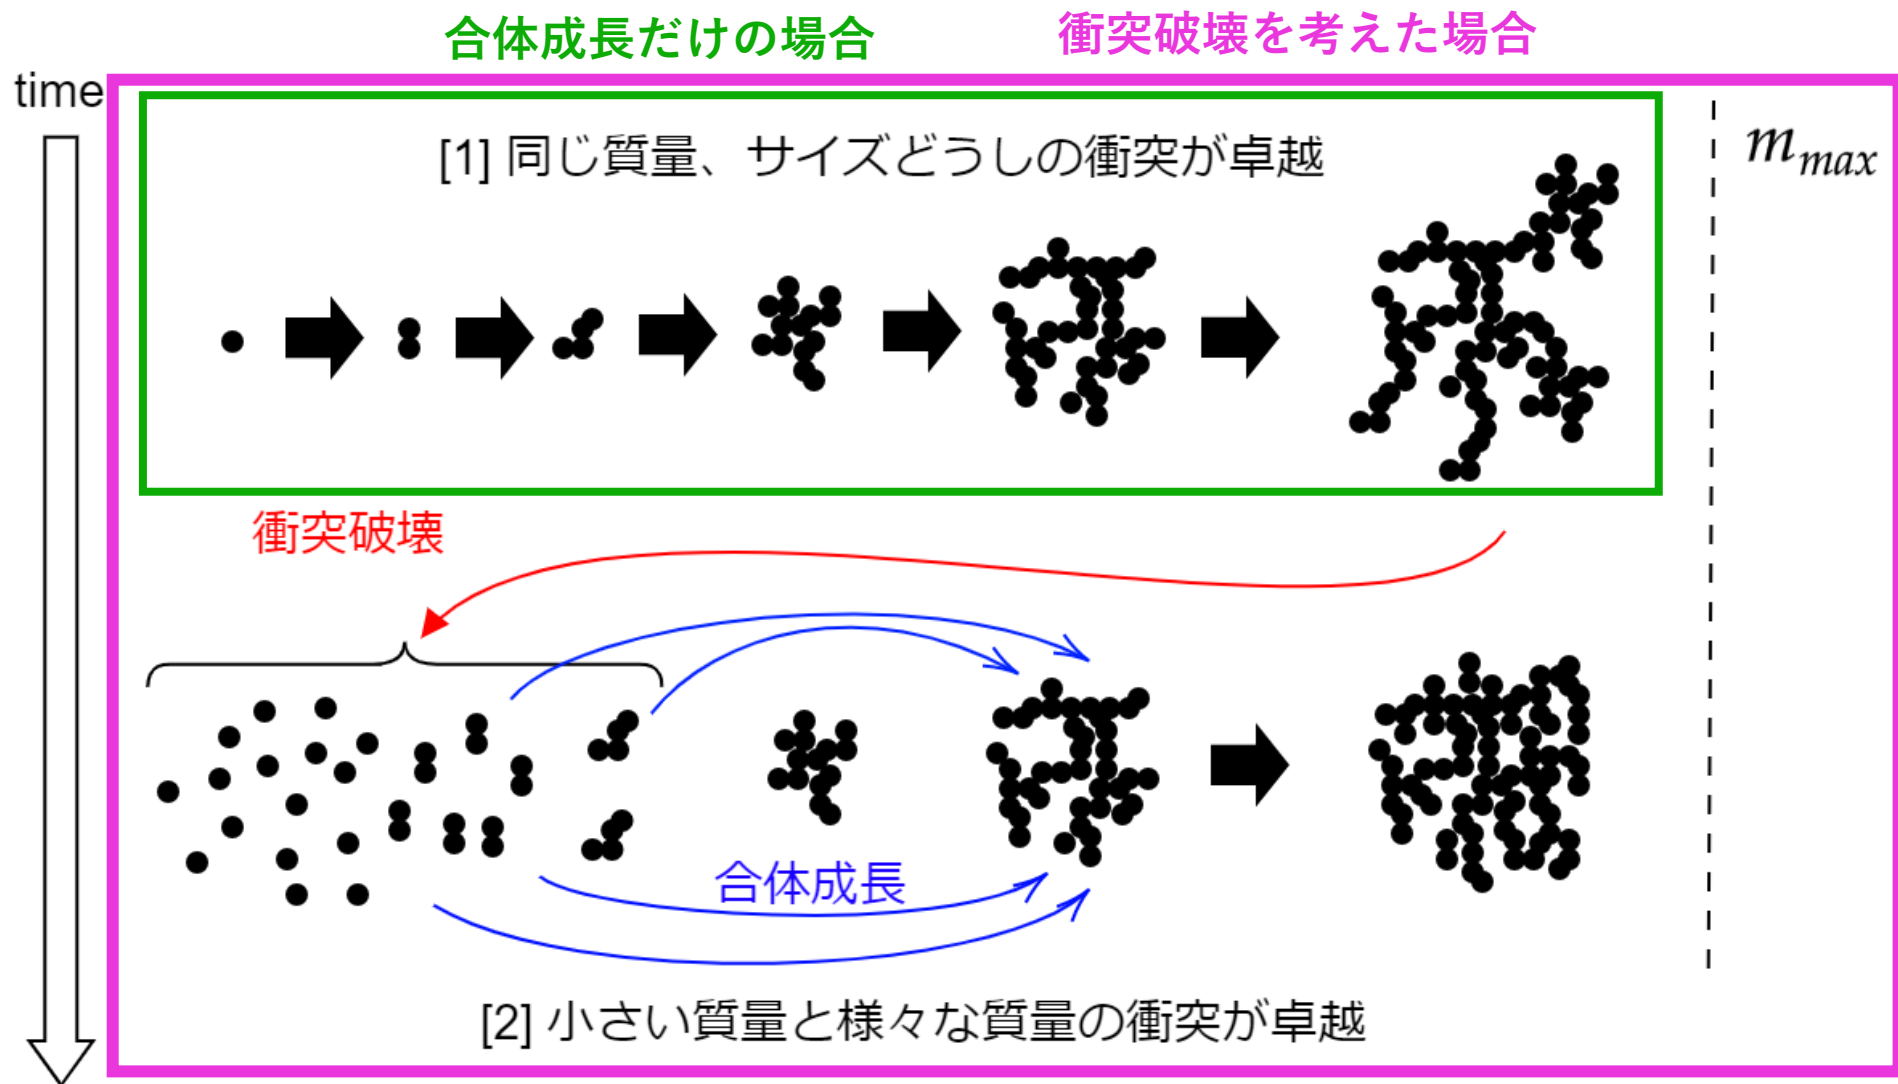 合体成長だけの場合
衝突破壊を考えた場合
time
[1] 同じ質量、サイズどうしの衝突が卓越
m_max
衝突破壊
合体成長
[2] 小さい質量と様々な質量の衝突が卓越